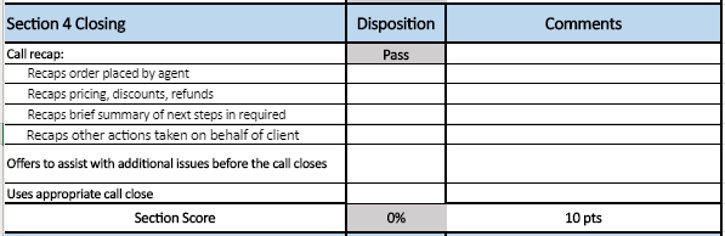 Section 4 Closing Disposition Comments
Call recap: Pass
Recaps order placed by agent
Recaps pricing, discounts, refunds
Recaps brief summary of next steps in required
Recaps other actions taken on behalf of client
Offers to assist with additional issues before the call closes
Uses appropriate call close
Section Score 0% 10 pts